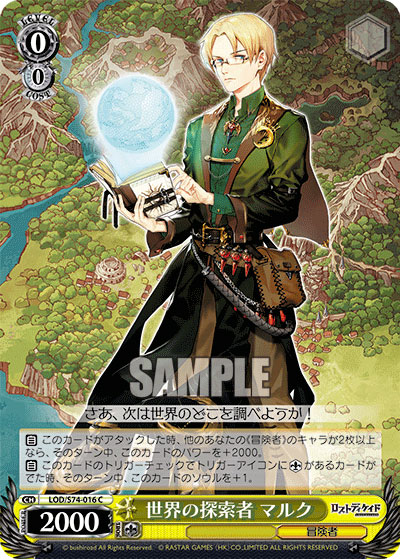 LEVEL
0
0
COST
SAMPLE
さあ、次は世界のどこを調べようか!
自 このカードがアタックした時、他のあなたの《冒険者》のキャラが2枚以上
なら、そのターン中、このカードのパワーを+2000。
自 このカードのトリガーチェックでトリガーアイコンに があるカードがで
た時、そのターン中、このカードのソウルを+1。
CH LOD/S74-016 C
2000
世界の探索者 マルク
ロストディケイド
冒険者
© bushiroad All Rights Reserved. © RASTAR GAMES (HK) CO.,LIMITED ALL RIGHTS RESERVED